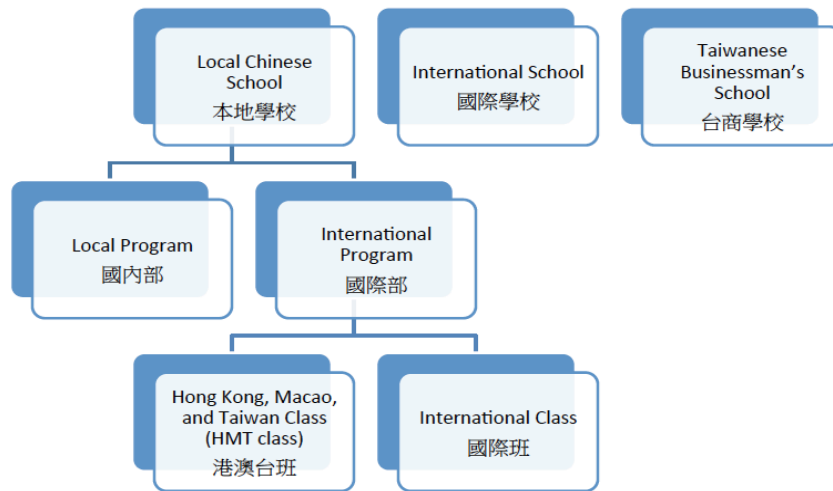 Local Chinese
School
本地學校
International School
國際學校
Taiwanese
Businessman’s
School
台商學校
Local Program
國內部
International
Program
國際部
Hong Kong, Macao,
and Taiwan Class
(HMT class)
港澳台班
International Class
國際班